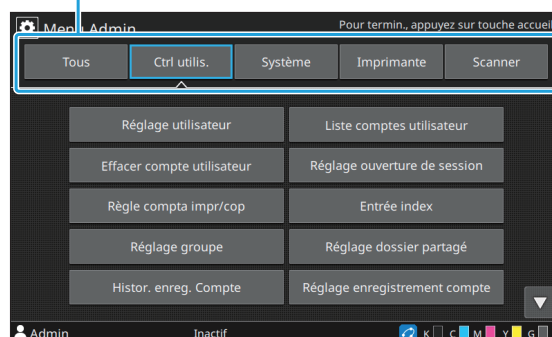 Menu Admin
Pour termin., appuyez sur touche accueil
Tous
Ctrl utilis.
Système
Imprimante
Scanner
Réglage utilisateur
Liste comptes utilisateur
Effacer compte utilisateur
Réglage ouverture de session
Règle compta impr/cop
Entrée index
Réglage groupe
Réglage dossier partagé
Histor. enreg. Compte
Réglage enregistrement compte
Admin
Inactif
K C M Y G